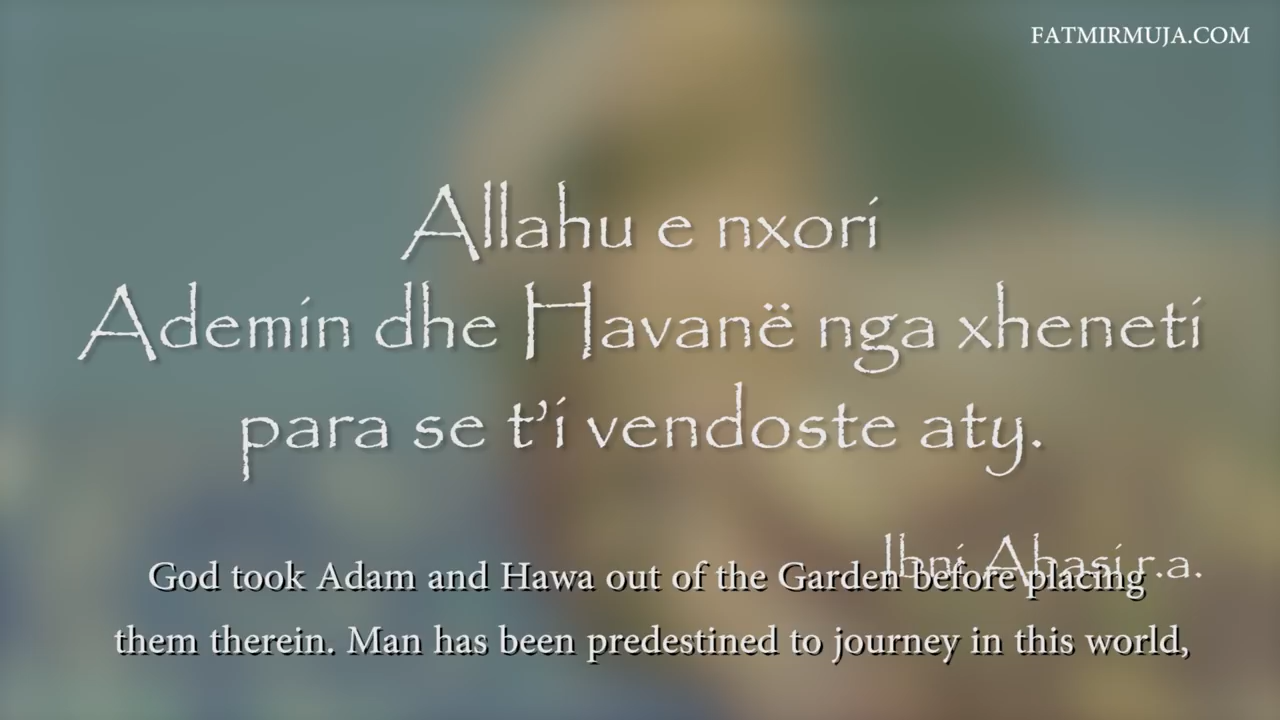 FATMIRMUJA.COM
Allahu e nxori
Ademin dhe Havanë nga xheneti
para se t'i vendoste aty.
Ibni Abasi r.a.
God took Adam and Hawa out of the Garden before placing
them therein. Man has been predestined to journey in this world,